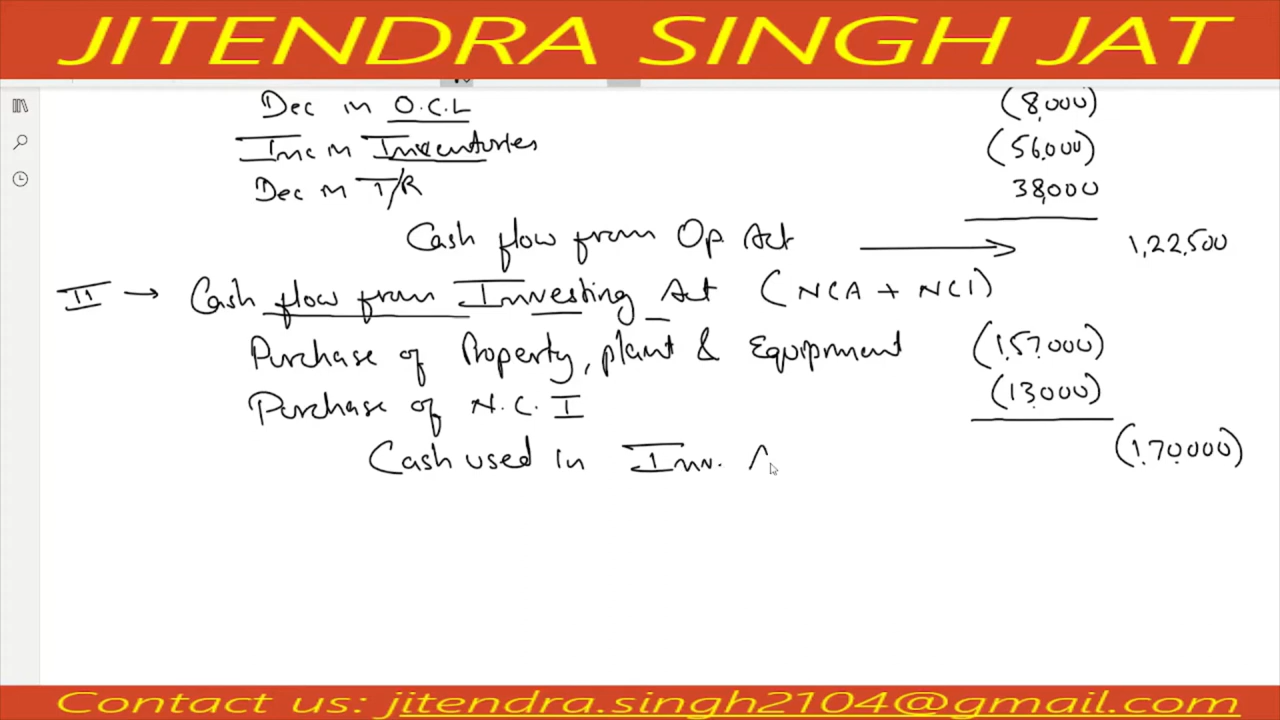 JITENDRA SINGH JAT
Dec in O.C.L (8,000)
Inc in Inventories (56,000)
Dec in T/R 38,000
Cash flow from Op Act → 1,22,500
II → Cash flow from Investing Act (NCA + NCI)
Purchase of Property, plant & Equipment (1,57,000)
Purchase of N.C.I (13,000)
Cash used in Inv. A (1,70,000)
Contact us: jitendra.singh2104@gmail.com